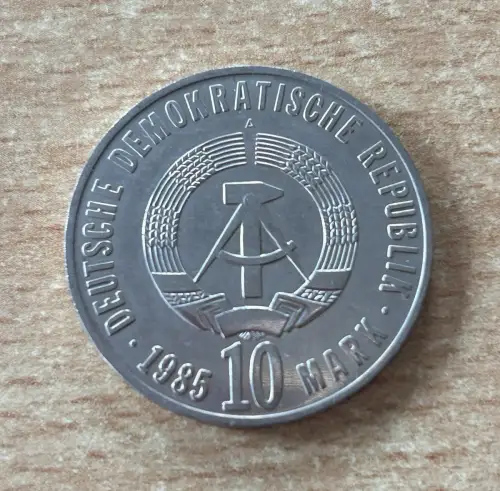 · DEUTSCHE DEMOKRATISCHE REPUBLIK ·
A
1985 10 MARK